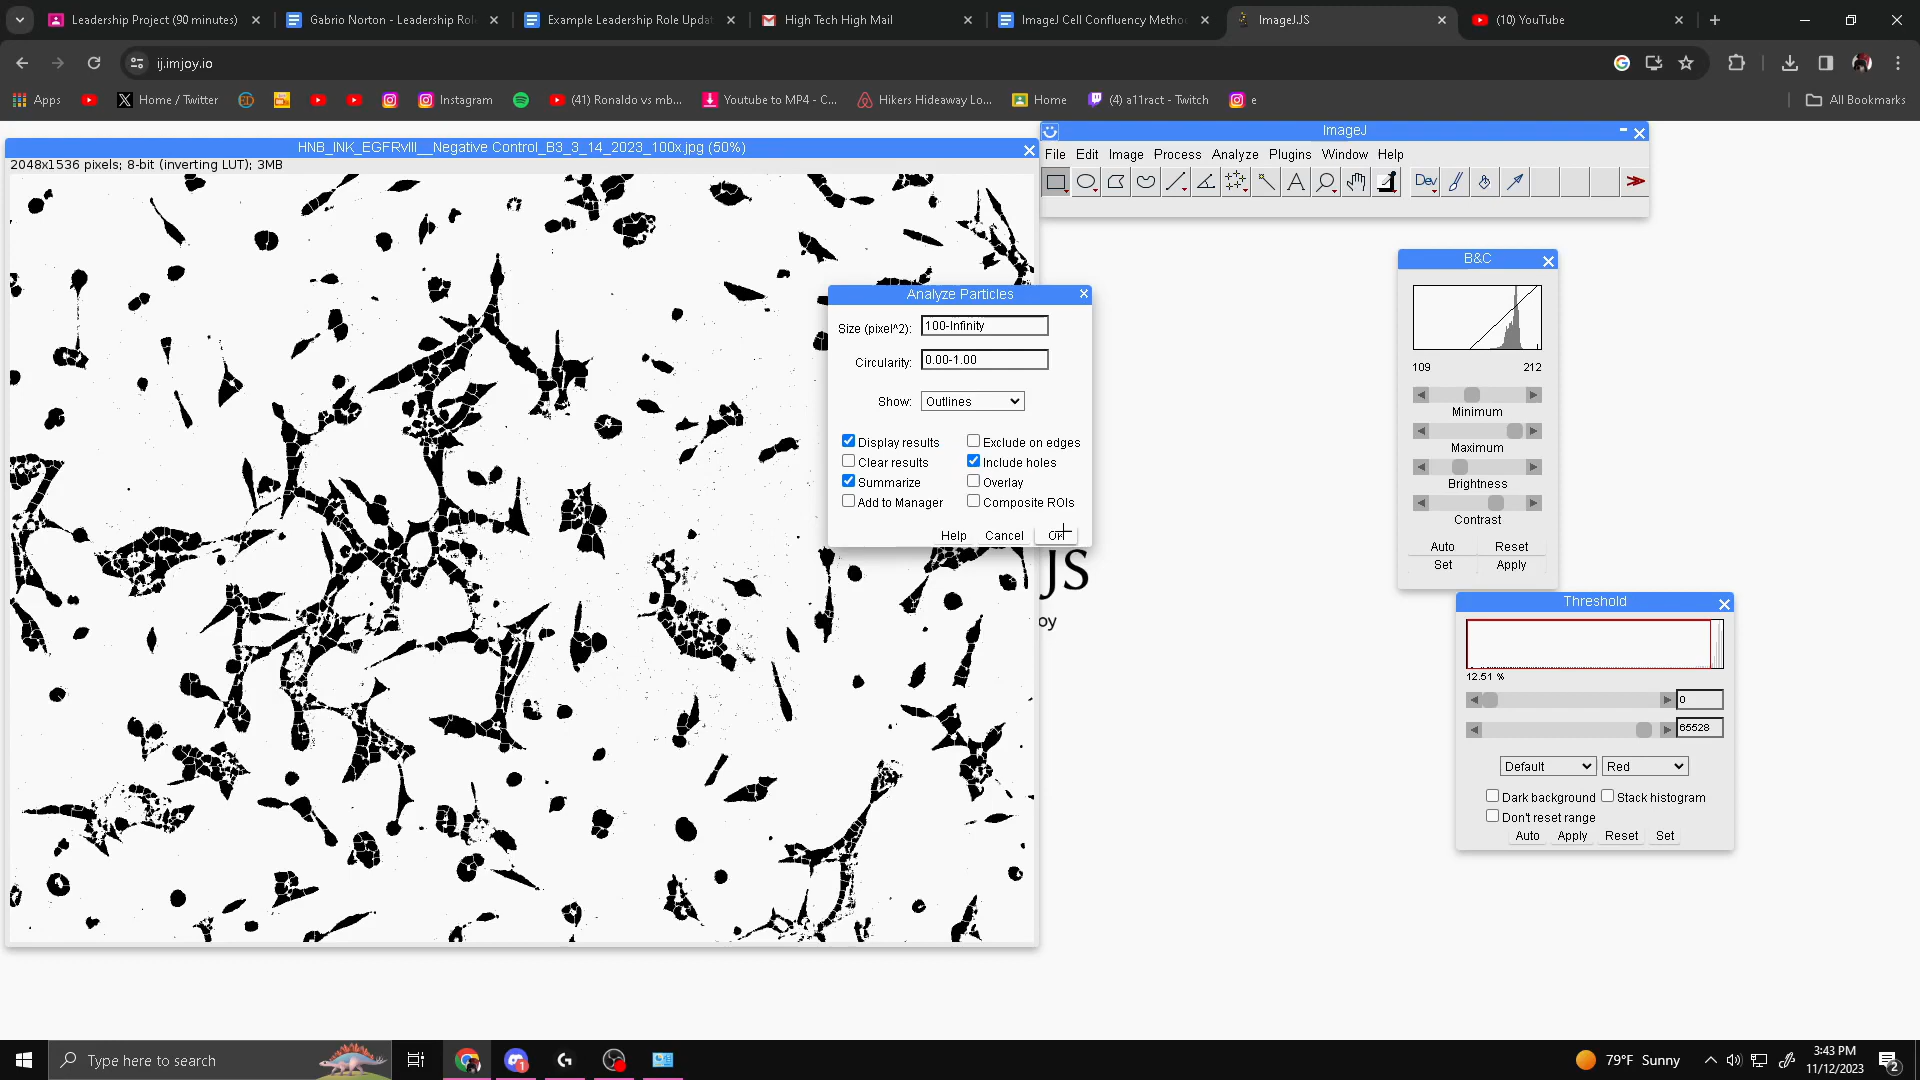 Leadership Project (90 minutes)
Gabrio Norton - Leadership Rol
Example Leadership Role Updat
High Tech High Mail
ImageJ Cell Confluency Metho
ImageJ.JS
(10) YouTube
ij.imjoy.io
Apps
Home / Twitter
Instagram
(41) Ronaldo vs mb...
Youtube to MP4 - C...
Hikers Hideaway Lo...
Home
(4) a11ract - Twitch
e
All Bookmarks
HNB_INK_EGFRvIII__Negative Control_B3_3_14_2023_100x.jpg (50%)
2048x1536 pixels; 8-bit (inverting LUT); 3MB
ImageJ
File Edit Image Process Analyze Plugins Window Help
Dev
B&C
109 212
Minimum
Maximum
Brightness
Contrast
Auto Reset
Set Apply
Analyze Particles
Size (pixel^2): 100-Infinity
Circularity: 0.00-1.00
Show: Outlines
Display results Exclude on edges
Clear results Include holes
Summarize Overlay
Add to Manager Composite ROIs
Help Cancel
JS
oy
Threshold
12.51 %
0
65528
Default Red
Dark background Stack histogram
Don't reset range
Auto Apply Reset Set
Type here to search
1
79°F Sunny
3:43 PM
11/12/2023
2